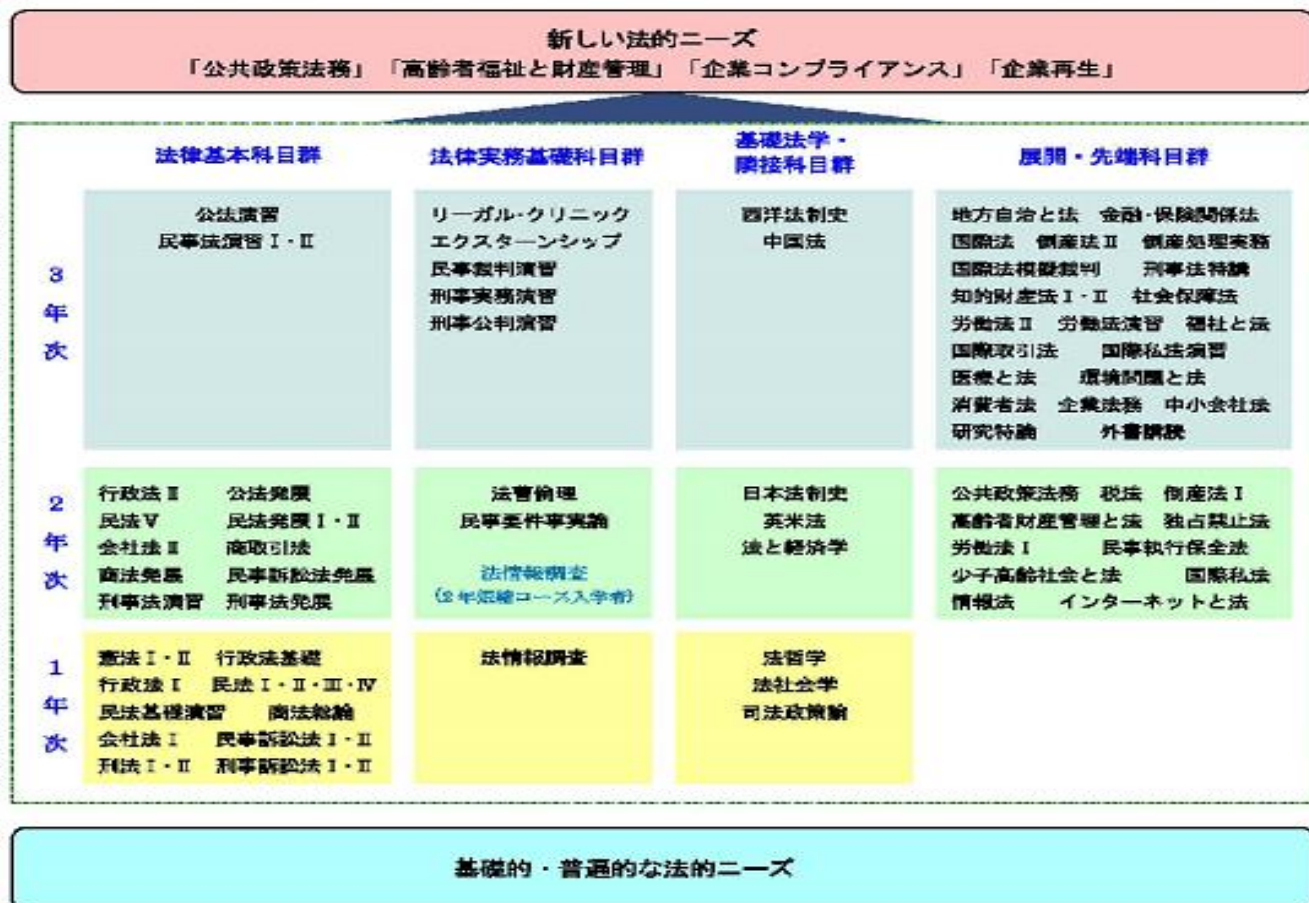 新しい法的ニーズ
「公共政策法務」「高齢者福祉と財産管理」「企業コンプライアンス」「企業再生」
法律基本科目群
法律実務基礎科目群
基礎法学・
隣接科目群
展開・先端科目群
3年次
公法演習
民事法演習Ⅰ・Ⅱ
リーガル・クリニック
エクスターンシップ
民事裁判演習
刑事実務演習
刑事公判演習
西洋法制史
中国法
地方自治と法 金融・保険関係法
国際法 倒産法Ⅱ 倒産処理実務
国際法模擬裁判 刑事法特講
知的財産法Ⅰ・Ⅱ 社会保障法
労働法Ⅱ 労働法演習 福祉と法
国際取引法 国際私法演習
医療と法 環境問題と法
消費者法 企業法務 中小会社法
研究特論 外書購読
2年次
行政法Ⅱ 公法発展
民法Ⅴ 民法発展Ⅰ・Ⅱ
会社法Ⅱ 商取引法
商法発展 民事訴訟法発展
刑事法演習 刑事法発展
法曹倫理
民事要件事実論
法情報調査
（2年短縮コース入学者）
日本法制史
英米法
法と経済学
公共政策法務 税法 倒産法Ⅰ
高齢者財産管理と法 独占禁止法
労働法Ⅰ 民事執行保全法
少子高齢社会と法 国際私法
情報法 インターネットと法
1年次
憲法Ⅰ・Ⅱ 行政法基礎
行政法Ⅰ 民法Ⅰ・Ⅱ・Ⅲ・Ⅳ
民法基礎演習 商法総論
会社法Ⅰ 民事訴訟法Ⅰ・Ⅱ
刑法Ⅰ・Ⅱ 刑事訴訟法Ⅰ・Ⅱ
法情報調査
法哲学
法社会学
司法政策論
基礎的・普遍的な法的ニーズ